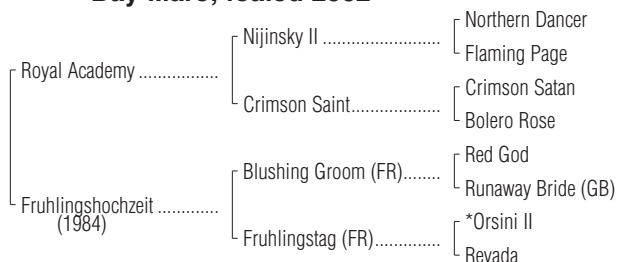 Bay Mare, foaled
Northern Dancer
Nijinsky II ........................
Flaming Page
Royal Academy ................
Crimson Satan
Crimson Saint..................
Bolero Rose
Red God
Blushing Groom (FR)........
Runaway Bride (GB)
Fruhlingshochzeit .............
(1984)
*Orsini II
Fruhlingstag (FR)..............
Revada